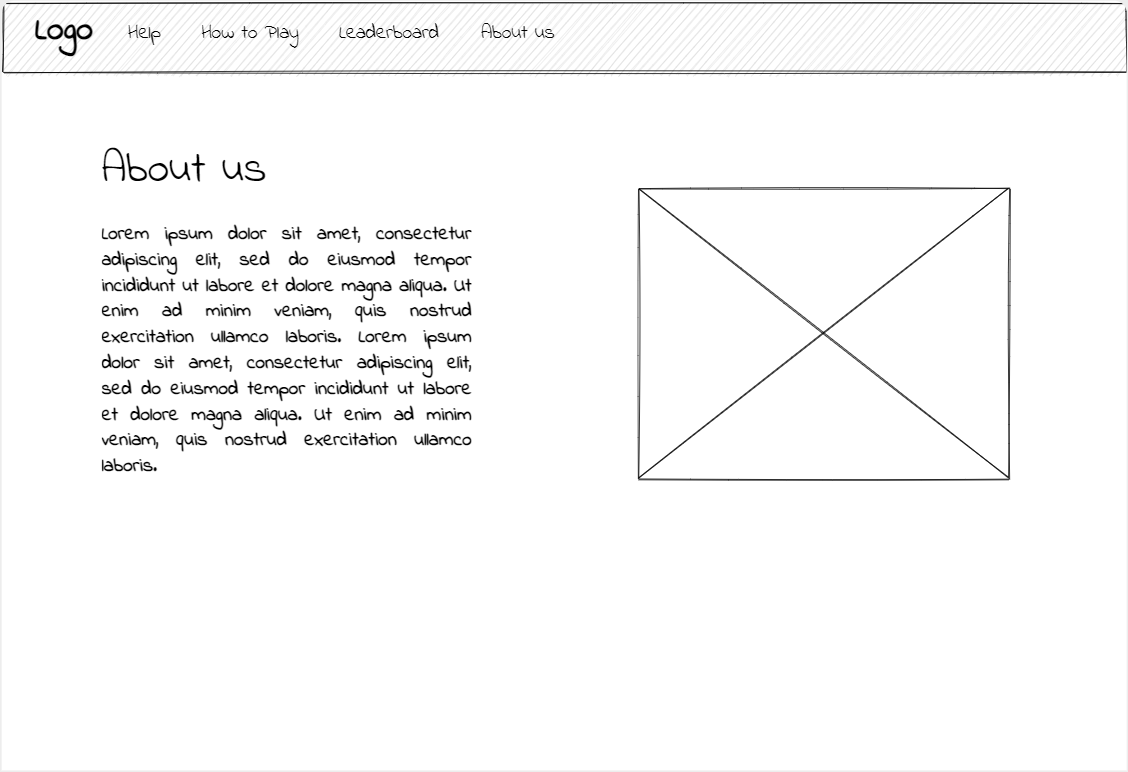 Logo Help How to Play Leaderboard About us
About us
Lorem ipsum dolor sit amet, consectetur
adipiscing elit, sed do eiusmod tempor
incididunt ut labore et dolore magna aliqua. Ut
enim ad minim veniam, quis nostrud
exercitation ullamco laboris. Lorem ipsum
dolor sit amet, consectetur adipiscing elit,
sed do eiusmod tempor incididunt ut labore
et dolore magna aliqua. Ut enim ad minim
veniam, quis nostrud exercitation ullamco
laboris.